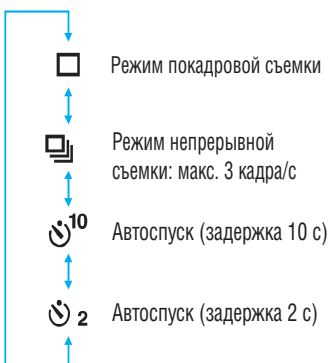 Режим покадровой съемки
Режим непрерывной
съемки: макс. 3 кадра/с
10 Автоспуск (задержка 10 с)
2 Автоспуск (задержка 2 с)